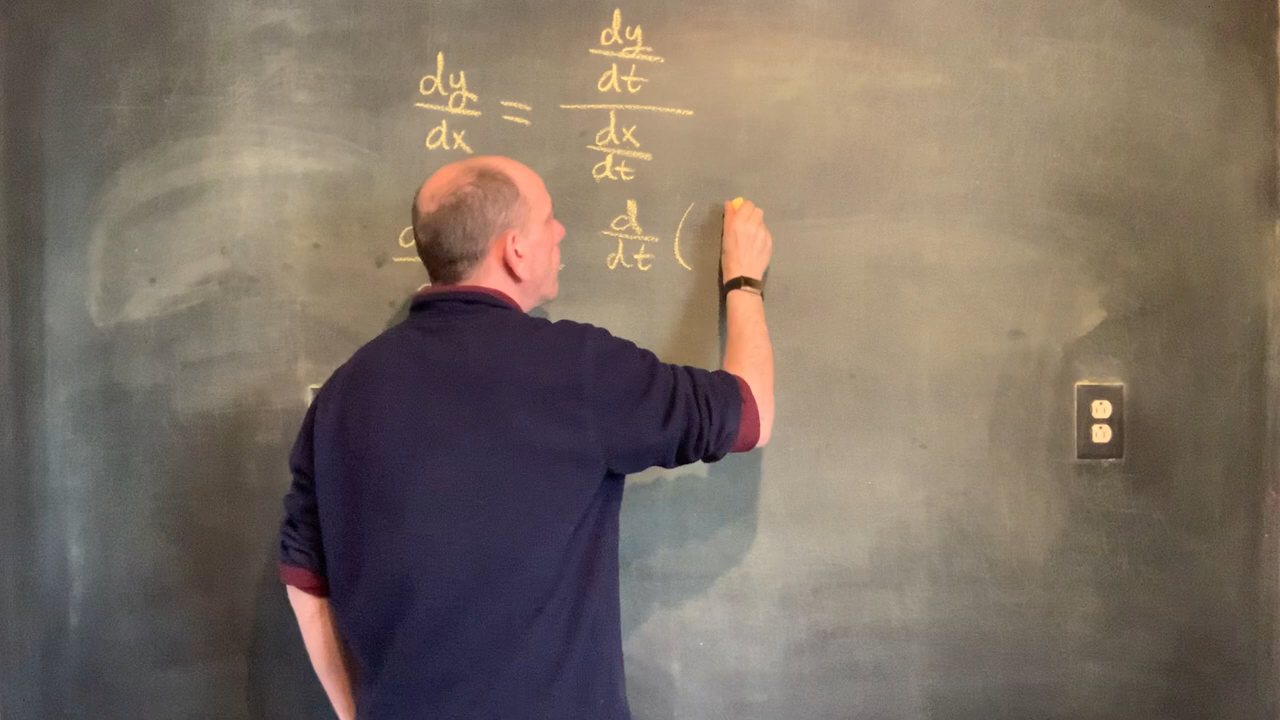 dy/dx = (dy/dt)/(dx/dt)
d/dt (